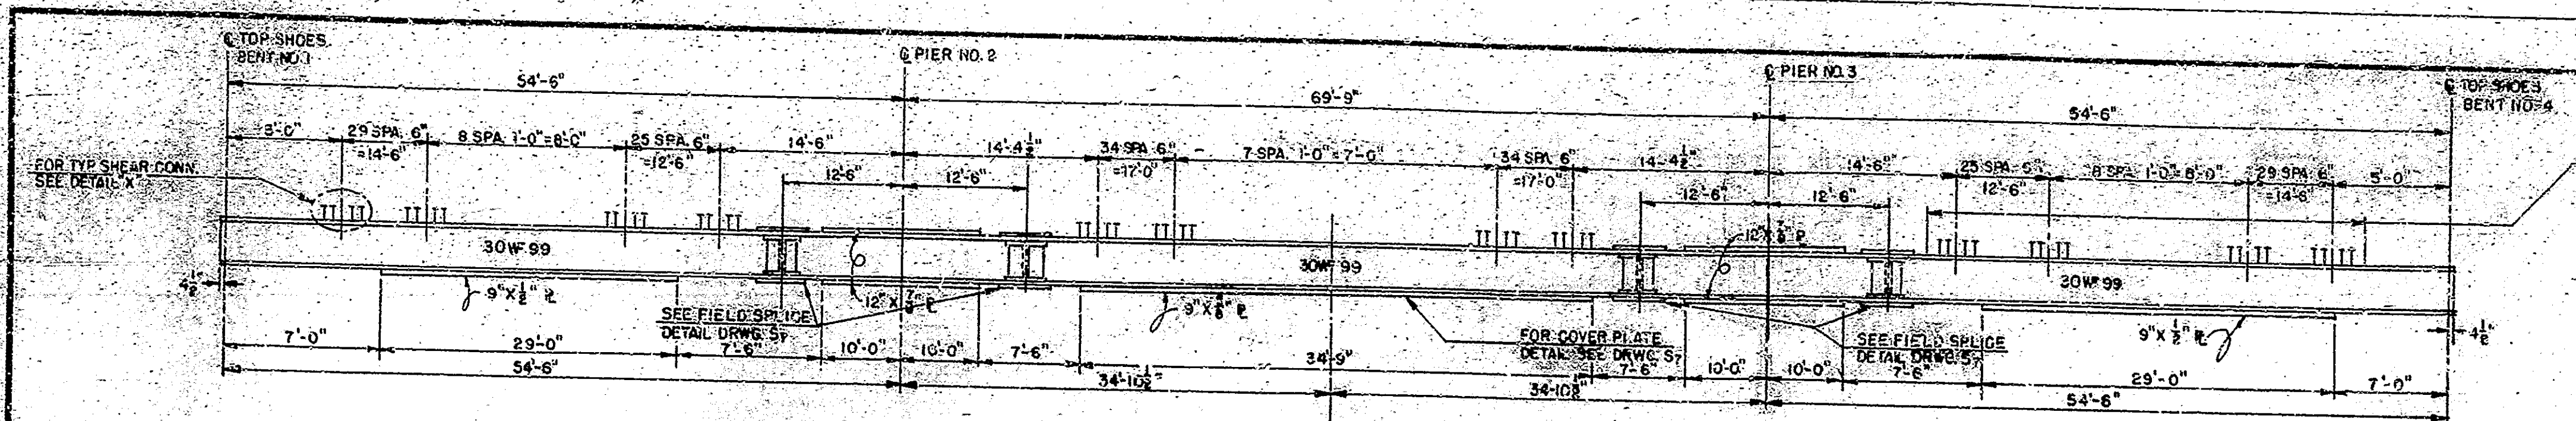 ℄ TOP SHOES
BENT NO. 1
℄ PIER NO. 2
℄ PIER NO. 3
℄ TOP SHOES
BENT NO. 4
54'-6"
69'-9"
54'-6"
29 SPA. 6"
=14'-6"
8 SPA. 1'-0"=8'-0"
25 SPA. 6"
=12'-6"
14'-6"
14'-4½"
34 SPA. 6"
=17'-0"
7 SPA. 1'-0"=7'-0"
34 SPA. 6"
=17'-0"
14'-4½"
14'-6"
25 SPA. 6"
12'-6"
8 SPA. 1'-0"=8'-0"
29 SPA. 6"
=14'-6"
5'-0"
FOR TYP. SHEAR CONN.
SEE DETAIL X
12'-6"
12'-6"
12'-6"
12'-6"
30WF99
30WF99
30WF99
4½"
9"X½" ℄
12"X⅞" ℄
12"X⅞" ℄
9"X½" ℄
4½"
SEE FIELD SPLICE
DETAIL DRWG. S7
FOR COVER PLATE
DETAIL SEE DRWG. S7
SEE FIELD SPLICE
DETAIL DRWG. S7
7'-0"
29'-0"
7'-6"
10'-0"
10'-0"
7'-6"
34'-9"
7'-6"
10'-0"
10'-0"
7'-6"
29'-0"
7'-0"
54'-6"
34'-10½"
34'-10½"
54'-6"